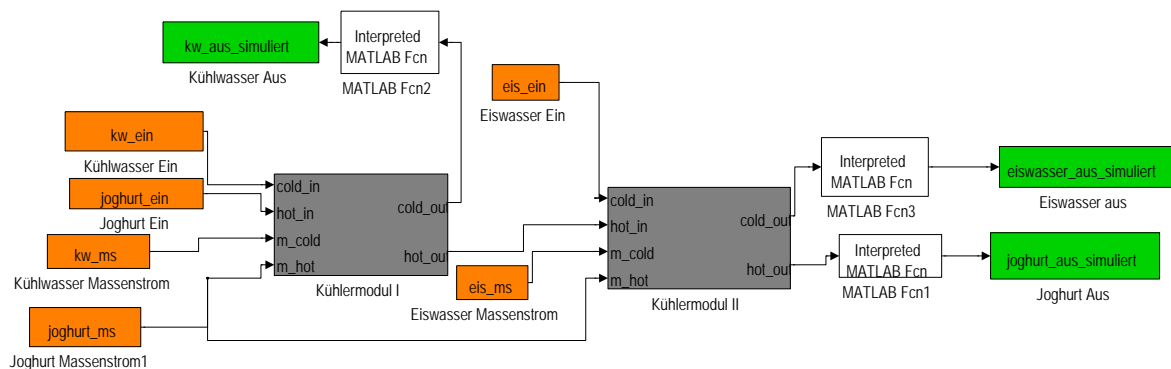 kw_aus_simuliert
Kühlwasser Aus
Interpreted
MATLAB Fcn
MATLAB Fcn2
kw_ein
Kühlwasser Ein
joghurt_ein
Joghurt Ein
kw_ms
Kühlwasser Massenstrom
joghurt_ms
Joghurt Massenstrom1
cold_in
hot_in
m_cold
m_hot
cold_out
hot_out
Kühlermodul I
eis_ein
Eiswasser Ein
eis_ms
Eiswasser Massenstrom
cold_in
hot_in
m_cold
m_hot
cold_out
hot_out
Kühlermodul II
Interpreted
MATLAB Fcn
MATLAB Fcn3
Interpreted
MATLAB Fcn
MATLAB Fcn1
eiswasser_aus_simuliert
Eiswasser aus
joghurt_aus_simuliert
Joghurt Aus